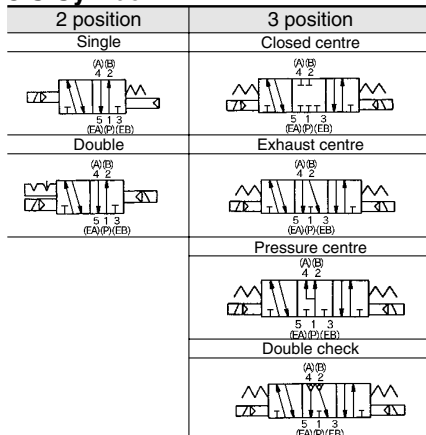 2 position
3 position
Single
Closed centre
(A)(B)
4 2
5 1 3
(EA)(P)(EB)
(A)(B)
4 2
5 1 3
(EA)(P)(EB)
Double
Exhaust centre
(A)(B)
4 2
5 1 3
(EA)(P)(EB)
(A)(B)
4 2
5 1 3
(EA)(P)(EB)
Pressure centre
(A)(B)
4 2
5 1 3
(EA)(P)(EB)
Double check
(A)(B)
4 2
5 1 3
(EA)(P)(EB)